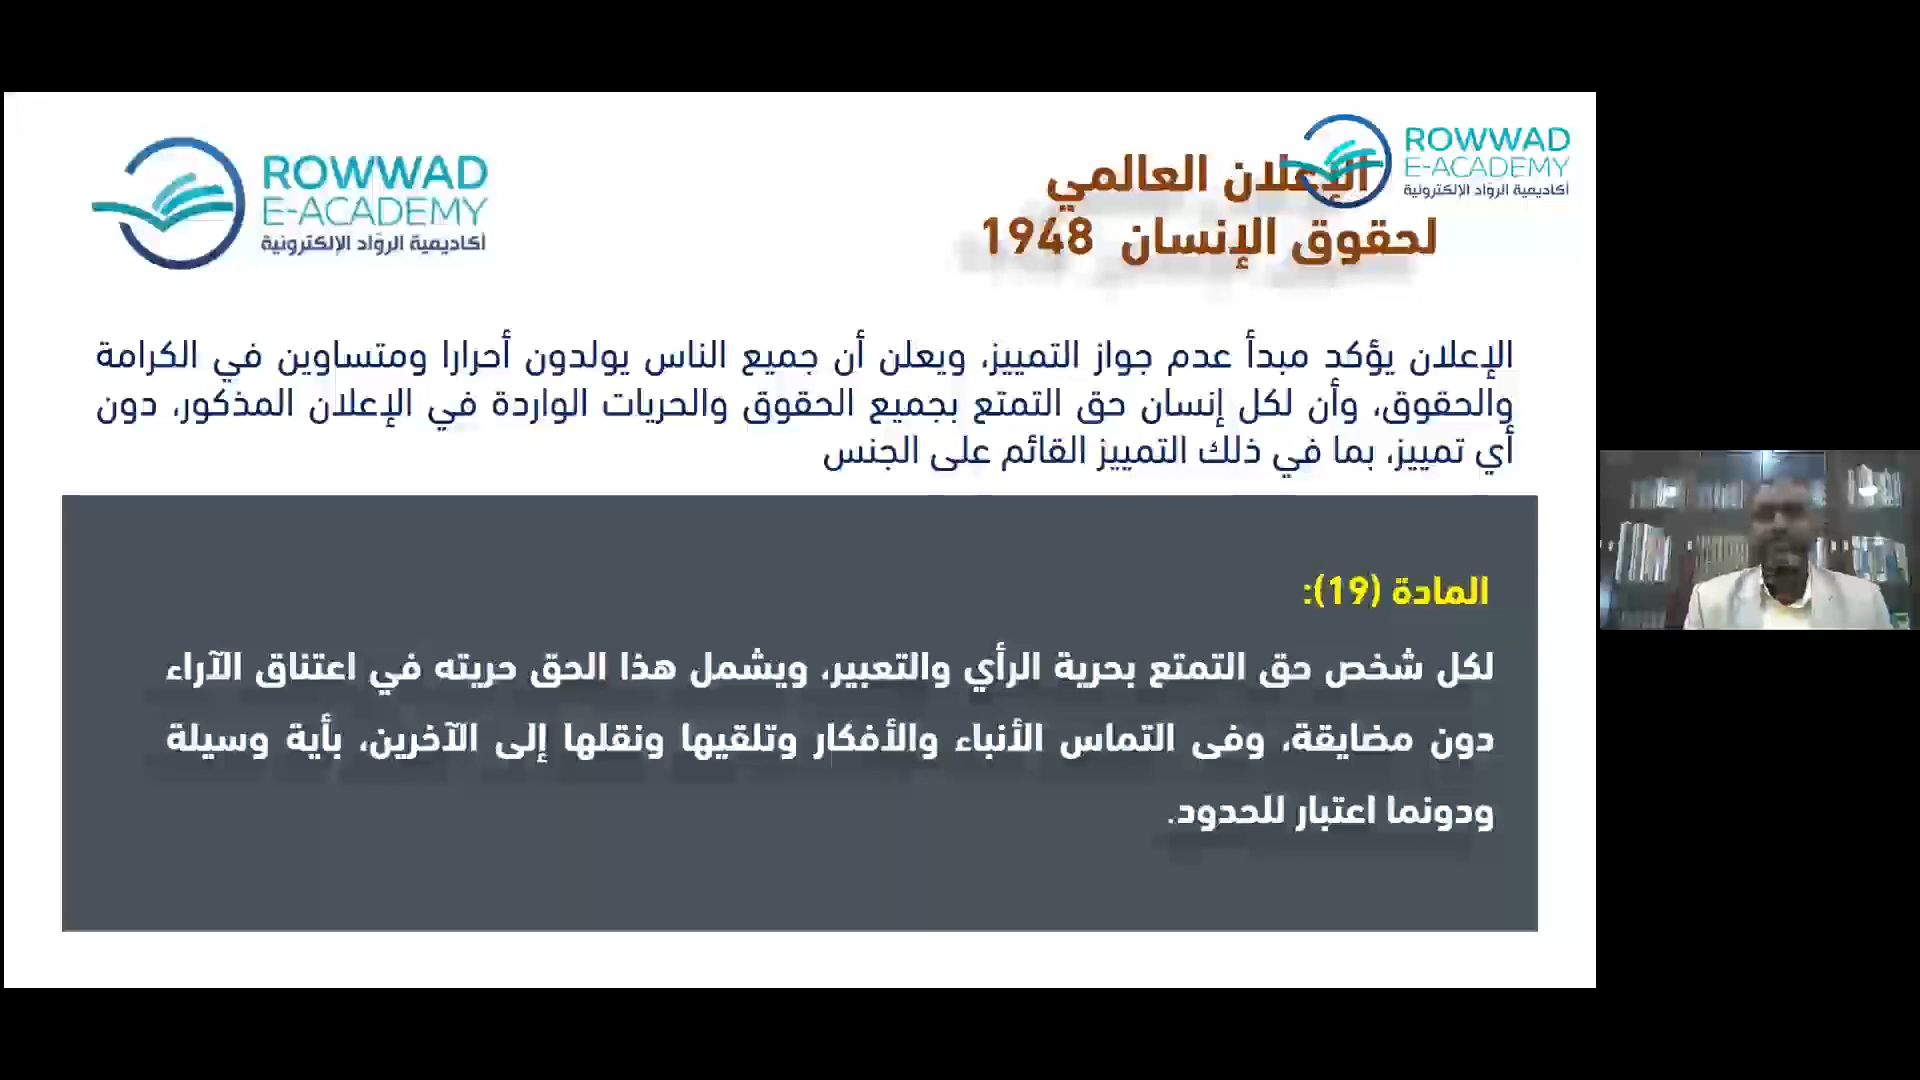 ROWWAD
E-ACADEMY
أكاديمية الروّاد الإلكترونية
ROWWAD
E-ACADEMY
أكاديمية الروّاد الإلكترونية
الإعلان العالمي
لحقوق الإنسان 1948
الإعلان يؤكد مبدأ عدم جواز التمييز، ويعلن أن جميع الناس يولدون أحرارا ومتساوين في الكرامة
والحقوق، وأن لكل إنسان حق التمتع بجميع الحقوق والحريات الواردة في الإعلان المذكور، دون
أي تمييز، بما في ذلك التمييز القائم على الجنس
المادة (19):
لكل شخص حق التمتع بحرية الرأي والتعبير، ويشمل هذا الحق حريته في اعتناق الآراء
دون مضايقة، وفى التماس الأنباء والأفكار وتلقيها ونقلها إلى الآخرين، بأية وسيلة
ودونما اعتبار للحدود.